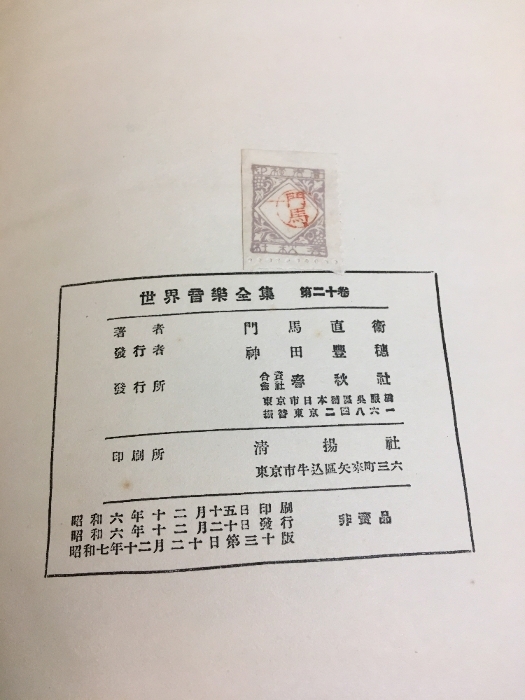 門馬
世界音樂全集 第二十卷
著者 門馬直衞
發行者 神田豐穗
發行所 合資會社 春秋社
東京市日本橋區吳服橋
振替東京二四八六一
印刷所 淸揚社
東京市牛込區矢來町三六
昭和六年十二月十五日印刷
昭和六年十二月二十日發行 非賣品
昭和七年十二月二十日第三十版